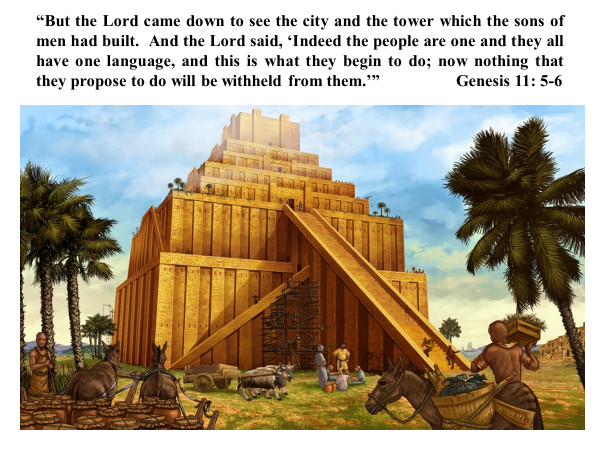 “But the Lord came down to see the city and the tower which the sons of
men had built.  And the Lord said, ‘Indeed the people are one and they all
have one language, and this is what they begin to do; now nothing that
they propose to do will be withheld from them.’” Genesis 11: 5-6